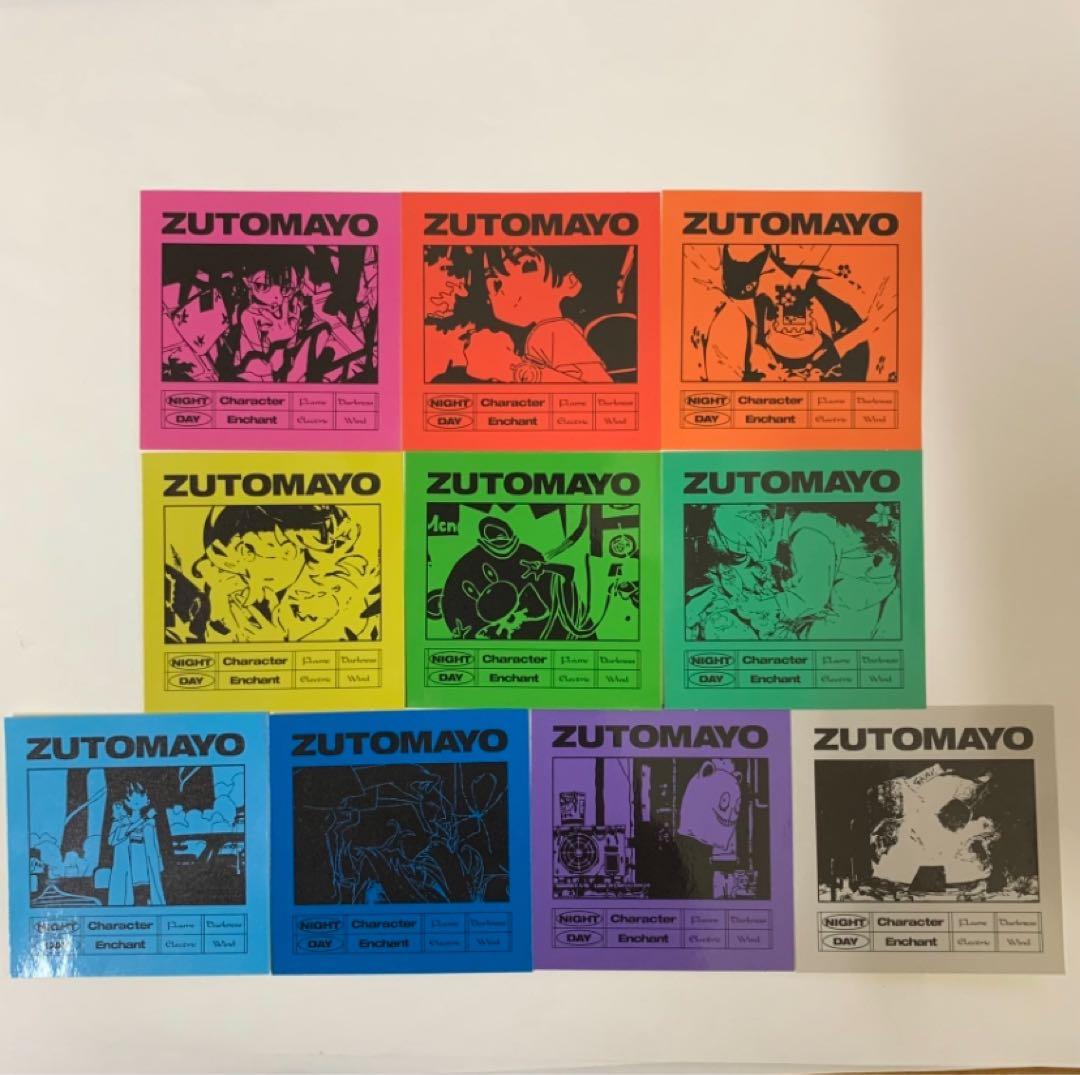 ZUTOMAYO
NIGHT Character Flame Darkness
DAY Enchant Electric Wind
ZUTOMAYO
NIGHT Character Flame Darkness
DAY Enchant Electric Wind
ZUTOMAYO
NIGHT Character Flame Darkness
DAY Enchant Electric Wind
ZUTOMAYO
NIGHT Character Flame Darkness
DAY Enchant Electric Wind
ZUTOMAYO
NIGHT Character Flame Darkness
DAY Enchant Electric Wind
ZUTOMAYO
NIGHT Character Flame Darkness
DAY Enchant Electric Wind
ZUTOMAYO
NIGHT Character Flame Darkness
DAY Enchant Electric Wind
ZUTOMAYO
NIGHT Character Flame Darkness
DAY Enchant Electric Wind
ZUTOMAYO
NIGHT Character Flame Darkness
DAY Enchant Electric Wind
ZUTOMAYO
NIGHT Character Flame Darkness
DAY Enchant Electric Wind